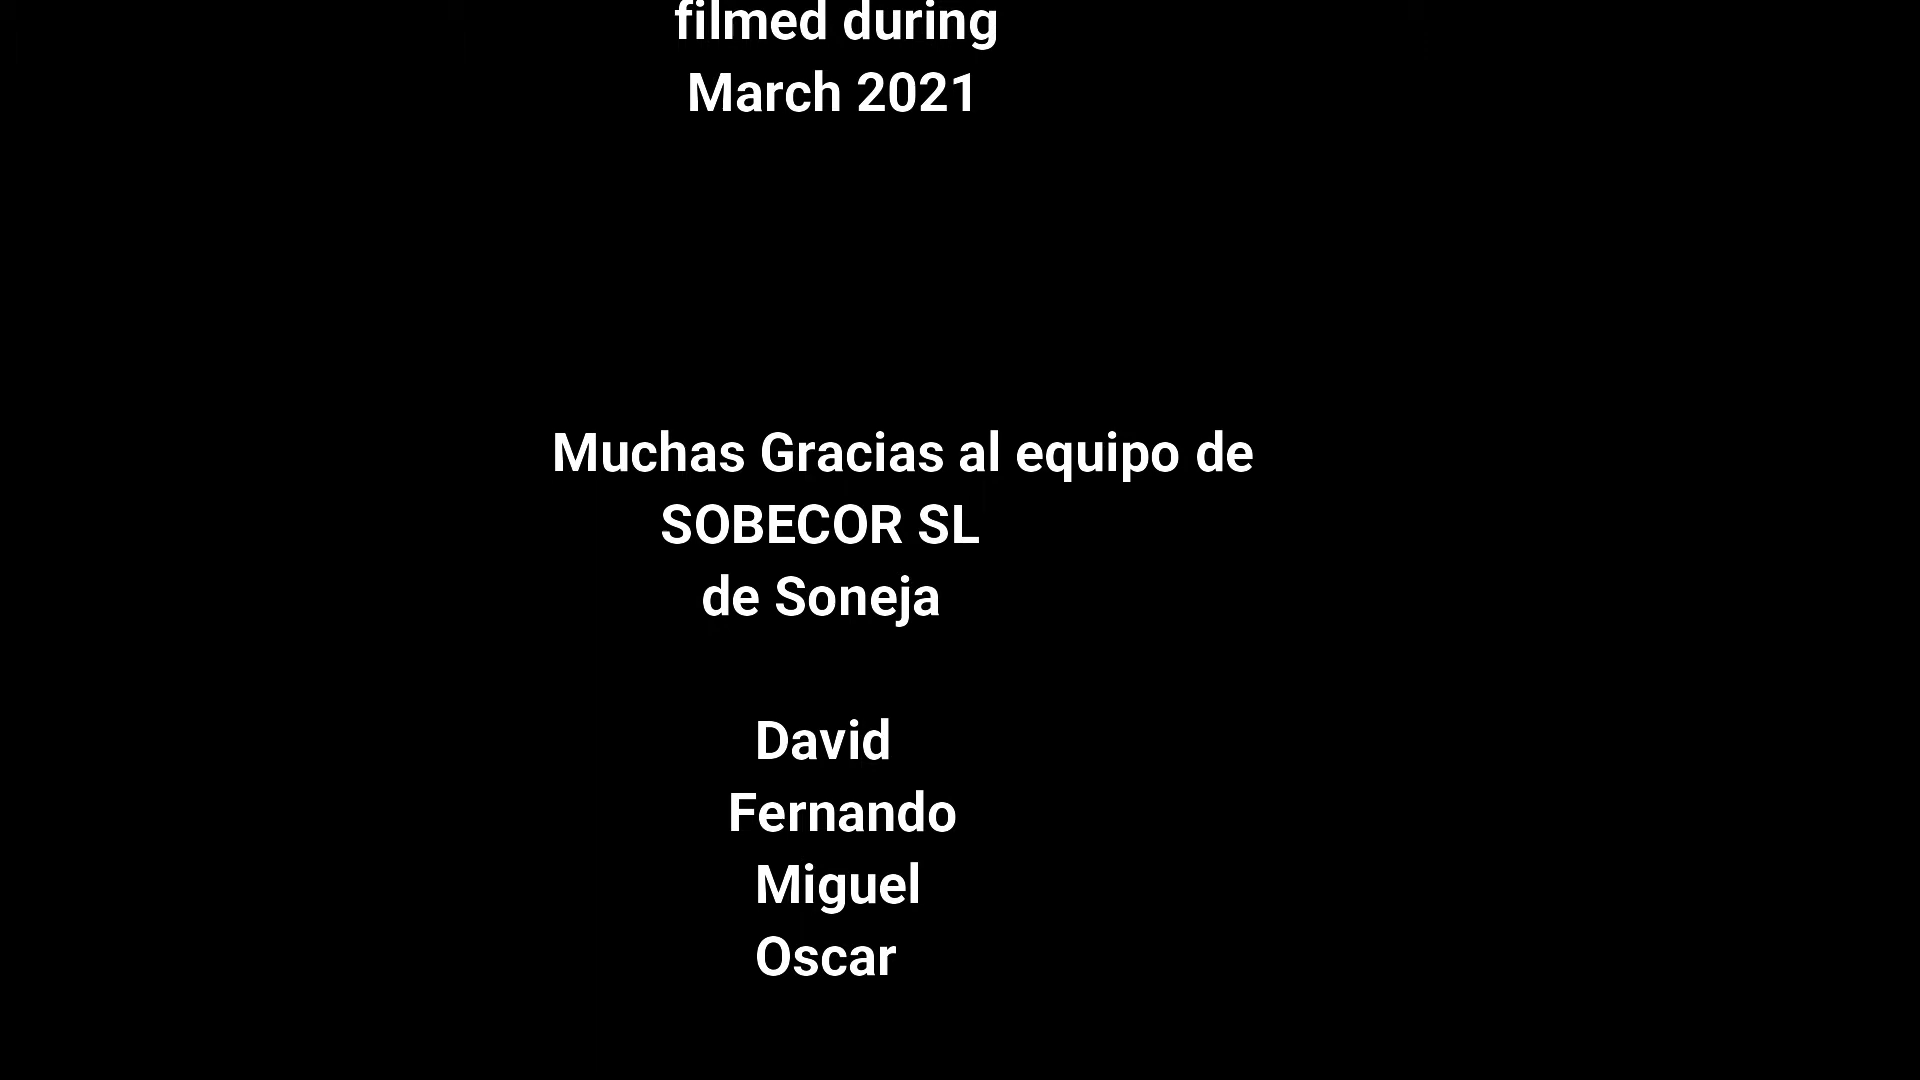 filmed during
March 2021
Muchas Gracias al equipo de
SOBECOR SL
de Soneja
David
Fernando
Miguel
Oscar